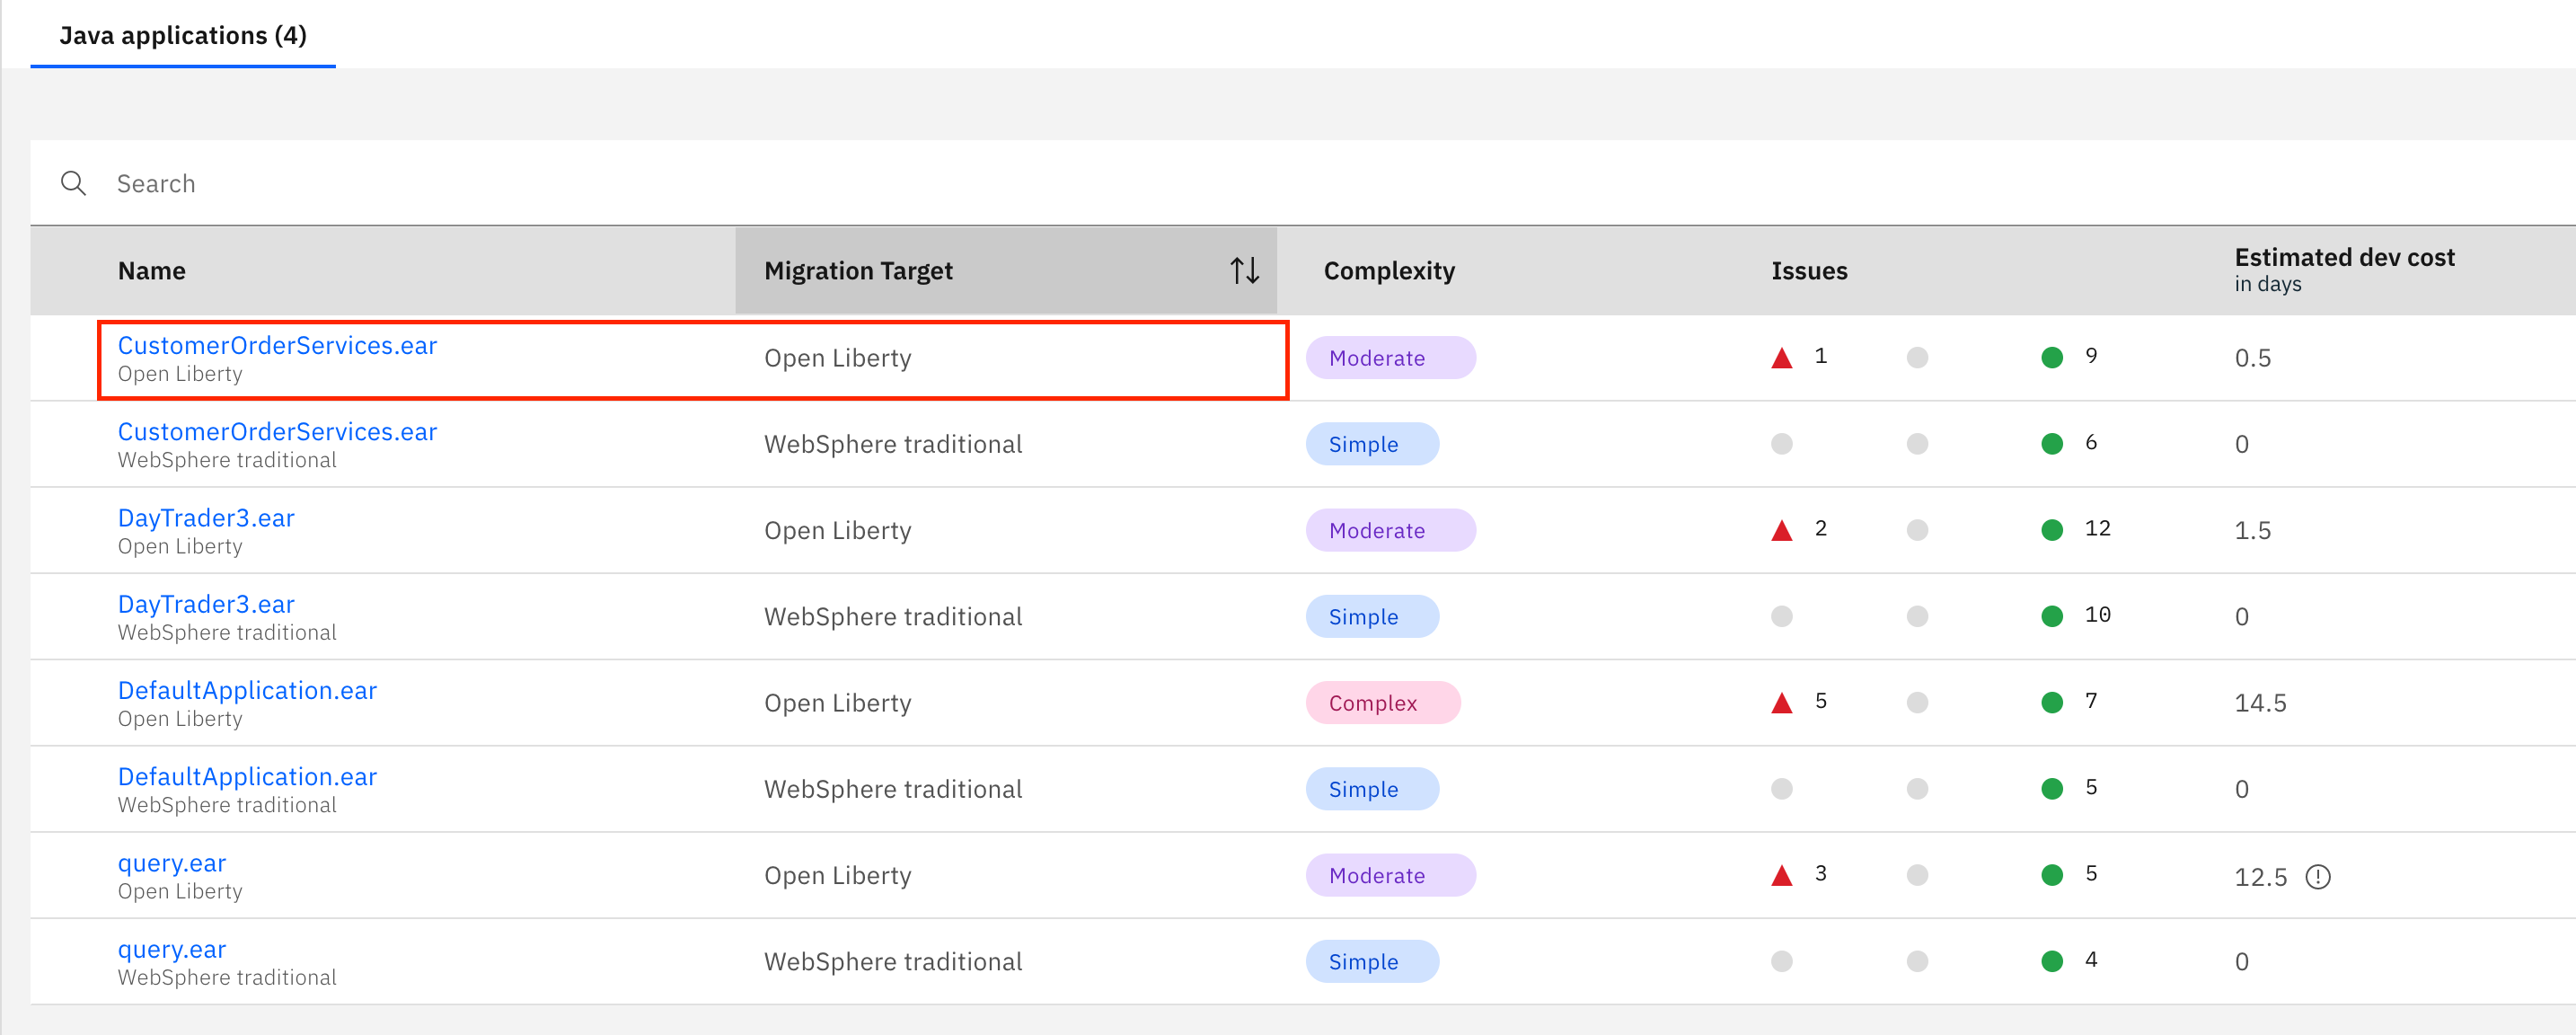 Java applications (4)
Search
Name Migration Target Complexity Issues Estimated dev cost
in days
CustomerOrderServices.ear Open Liberty Moderate 1 9 0.5
Open Liberty
CustomerOrderServices.ear WebSphere traditional Simple 6 0
WebSphere traditional
DayTrader3.ear Open Liberty Moderate 2 12 1.5
Open Liberty
DayTrader3.ear WebSphere traditional Simple 10 0
WebSphere traditional
DefaultApplication.ear Open Liberty Complex 5 7 14.5
Open Liberty
DefaultApplication.ear WebSphere traditional Simple 5 0
WebSphere traditional
query.ear Open Liberty Moderate 3 5 12.5
Open Liberty
query.ear WebSphere traditional Simple 4 0
WebSphere traditional